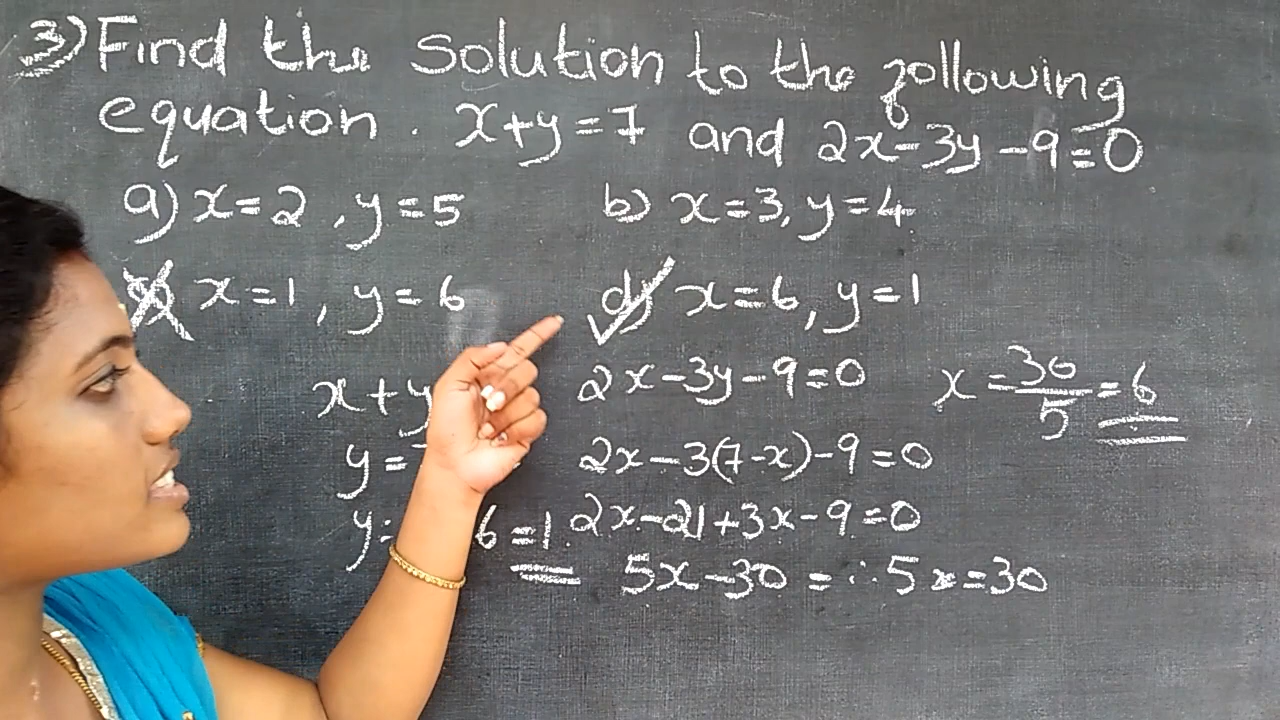 3) Find the solution to the following
equation. x+y=7 and 2x-3y-9=0
a) x=2, y=5 b) x=3, y=4
x=1, y=6 d) x=6, y=1
x+y 2x-3y-9=0 x=30/5=6
y= 2x-3(7-x)-9=0
y= 6=1. 2x-21+3x-9=0
5x-30= ∴5x=30